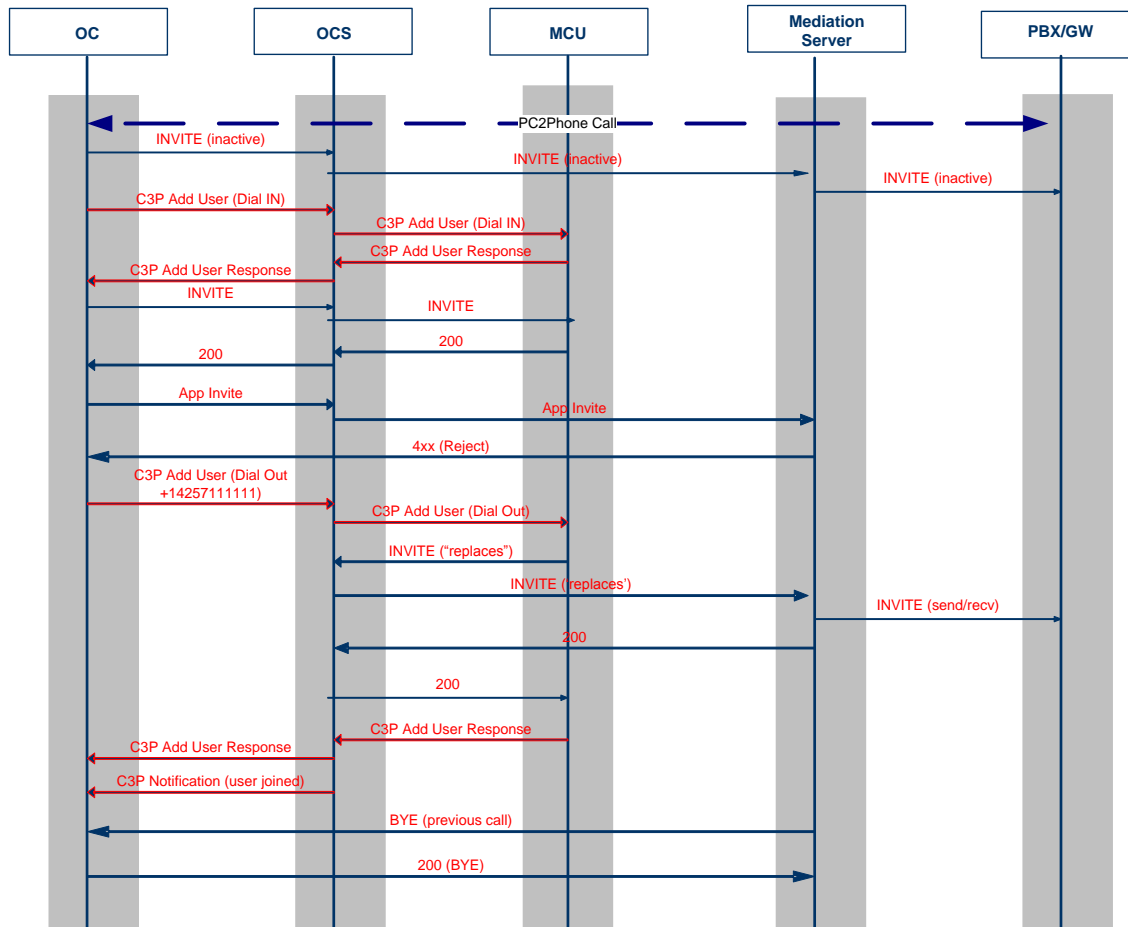 OC
OCS
MCU
Mediation
Server
PBX/GW
PC2Phone Call
INVITE (inactive)
INVITE (inactive)
INVITE (inactive)
C3P Add User (Dial IN)
C3P Add User (Dial IN)
C3P Add User Response
C3P Add User Response
INVITE
INVITE
200
200
App Invite
App Invite
4xx (Reject)
C3P Add User (Dial Out
+14257111111)
C3P Add User (Dial Out)
INVITE (“replaces”)
INVITE (‘replaces’)
INVITE (send/recv)
200
200
C3P Add User Response
C3P Add User Response
C3P Notification (user joined)
BYE (previous call)
200 (BYE)